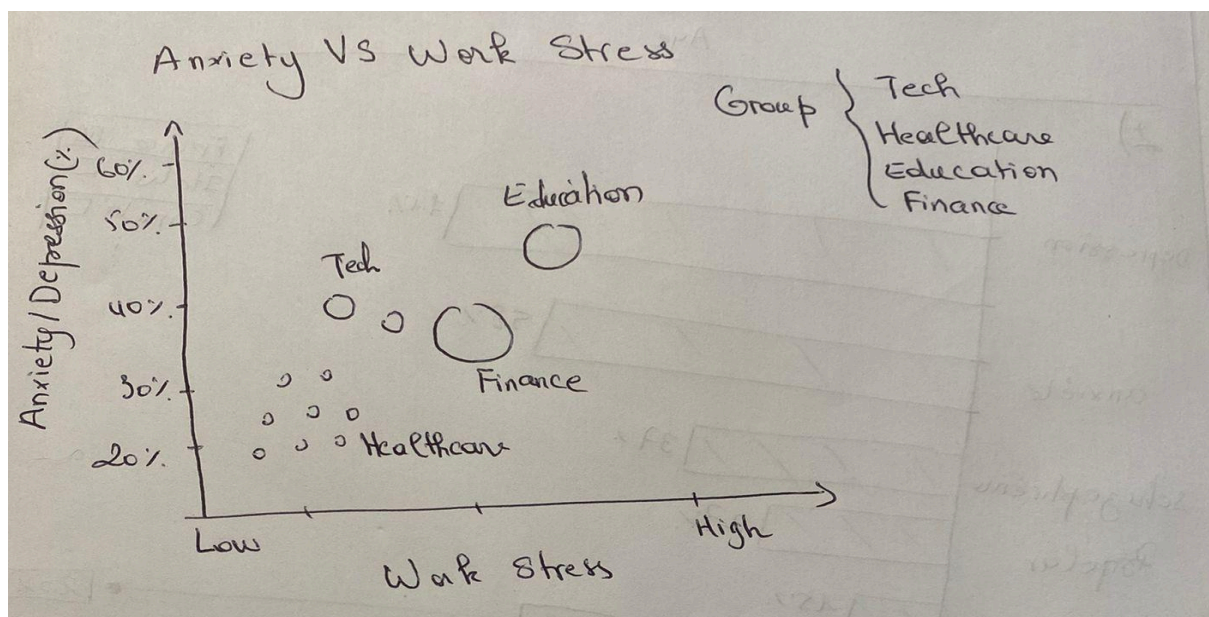 Anxiety VS Work Stress
Group
Tech
Healthcare
Education
Finance
Anxiety / Depression (%)
60%
50%
40%
30%
20%
Education
Tech
Finance
Healthcare
Low
High
Work Stress